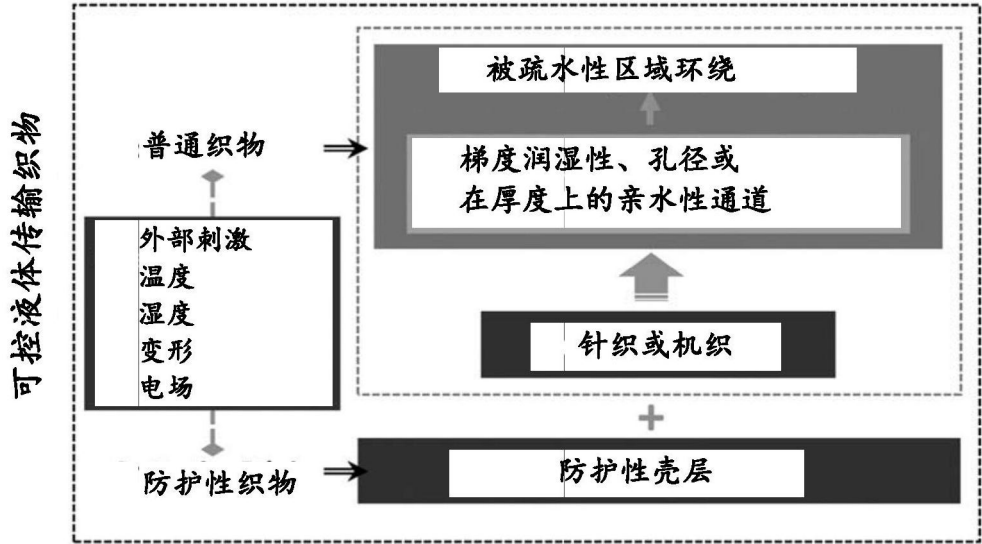 可控液体传输织物
被疏水性区域环绕
普通织物
梯度润湿性、孔径或
在厚度上的亲水性通道
外部刺激
温度
湿度
变形
电场
针织或机织
+
防护性织物
防护性壳层